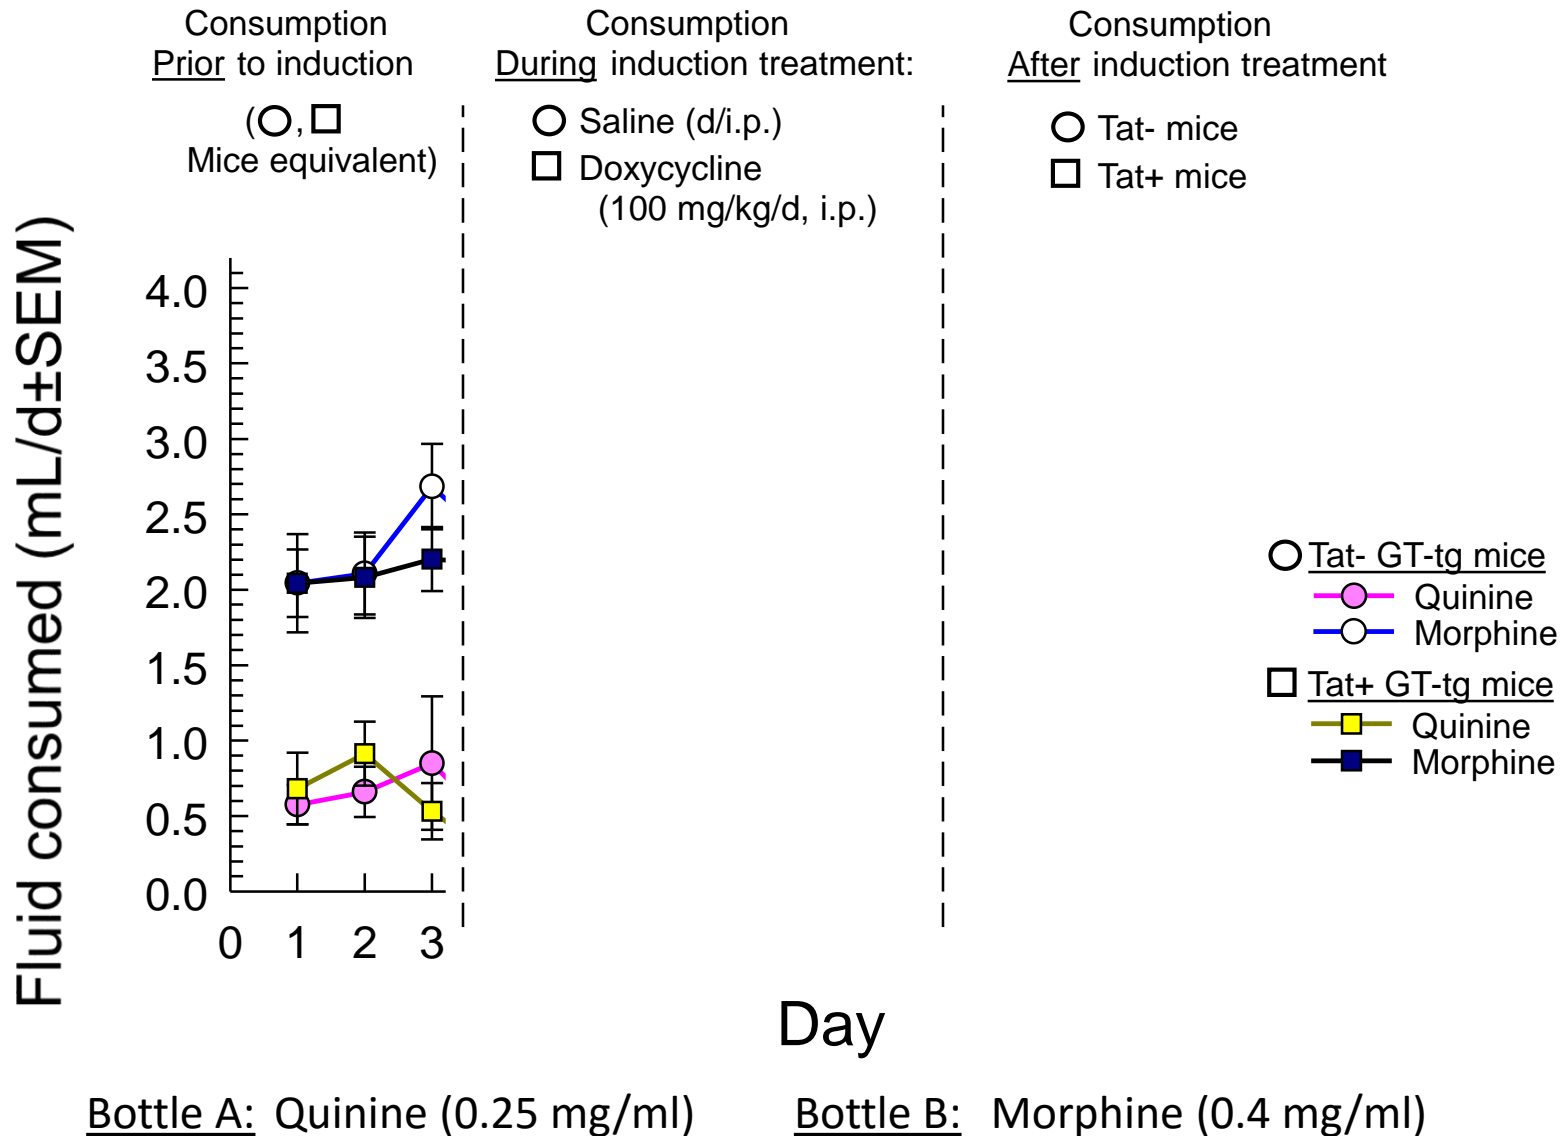 Consumption
Prior to induction
( , 
Mice equivalent)
Consumption
During induction treatment:
Saline (d/i.p.)
Doxycycline
(100 mg/kg/d, i.p.)
Consumption
After induction treatment
Tat- mice
Tat+ mice
Fluid consumed (mL/d±SEM)
4.0
3.5
3.0
2.5
2.0
1.5
1.0
0.5
0.0
0 1 2 3
Day
Tat- GT-tg mice
Quinine
Morphine
Tat+ GT-tg mice
Quinine
Morphine
Bottle A: Quinine (0.25 mg/ml) Bottle B: Morphine (0.4 mg/ml)